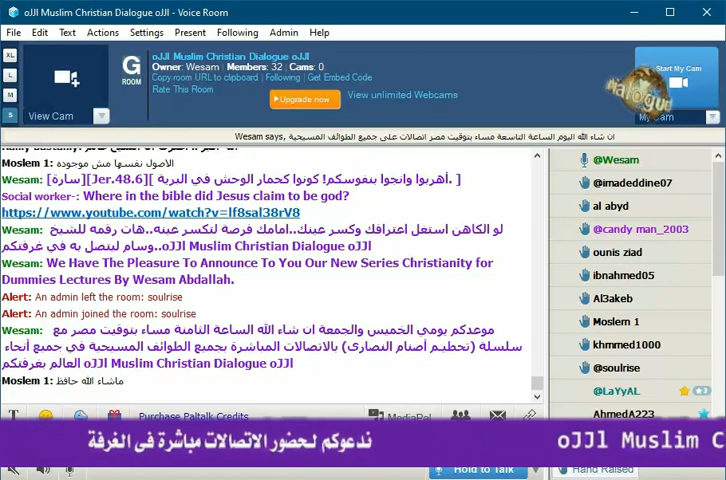 oJJl Muslim Christian Dialogue oJJl - Voice Room
File Edit Text Actions Settings Present Following Admin Help
XL
L
M
S
View Cam
G
ROOM
oJJl Muslim Christian Dialogue oJJl
Owner: Wesam | Members: 32 | Cams: 0
Copy room URL to clipboard | Following | Get Embed Code
Rate This Room
Upgrade now
View unlimited Webcams
Start My Cam
Dialogue
My Cam
Wesam says, ان شاء الله اليوم الساعة التاسعة مساء بتوقيت مصر اتصالات على جميع الطوائف المسيحية
Moslem 1: الاصول نفسها مش موجوده
Wesam: [سارة][Jer.48.6][ أهربوا وانجوا بنفوسكم! كونوا كحمار الوحش في البرية. ]
Social worker-: Where in the bible did Jesus claim to be god?
https://www.youtube.com/watch?v=lf8sal38rV8
Wesam: لو الكاهن استغل اعترافك وكسر عينك..امامك فرصة لتكسر عينه..هات رقمه للشيخ
وسام ليتصل به في غرفتكم..oJJl Muslim Christian Dialogue oJJl
Wesam: We Have The Pleasure To Announce To You Our New Series Christianity for
Dummies Lectures By Wesam Abdallah.
Alert: An admin left the room: soulrise
Alert: An admin joined the room: soulrise
Wesam: موعدكم يومي الخميس والجمعة ان شاء الله الساعة الثامنة مساء بتوقيت مصر مع
سلسلة (تحطيم أصنام النصارى) بالاتصالات المباشرة بجميع الطوائف المسيحية في جميع أنحاء
العالم بغرفتكم oJJl Muslim Christian Dialogue oJJl
Moslem 1: ماشاء الله حافظ
@Wesam
@imadeddine07
al abyd
@candy man_2003
ounis ziad
ibnahmed05
Al3akeb
Moslem 1
khmmed1000
@soulrise
@LaYyAL
3
AhmedA223
Purchase Paltalk Credits
MediaPal
ندعوكم لحضور الاتصالات مباشرة فى الغرفة
oJJl Muslim C
Hold to Talk
Hand Raised